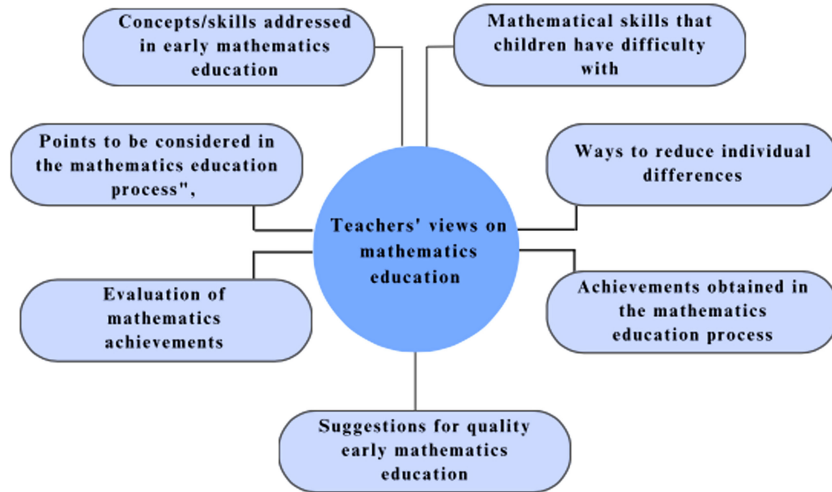 Concepts/skills addressed
in early mathematics
education
Mathematical skills that
children have difficulty
with
Points to be considered in
the mathematics education
process",
Ways to reduce individual
differences
Teachers' views on
mathematics
education
Evaluation of
mathematics
achievements
Achievements obtained in
the mathematics
education process
Suggestions for quality
early mathematics
education